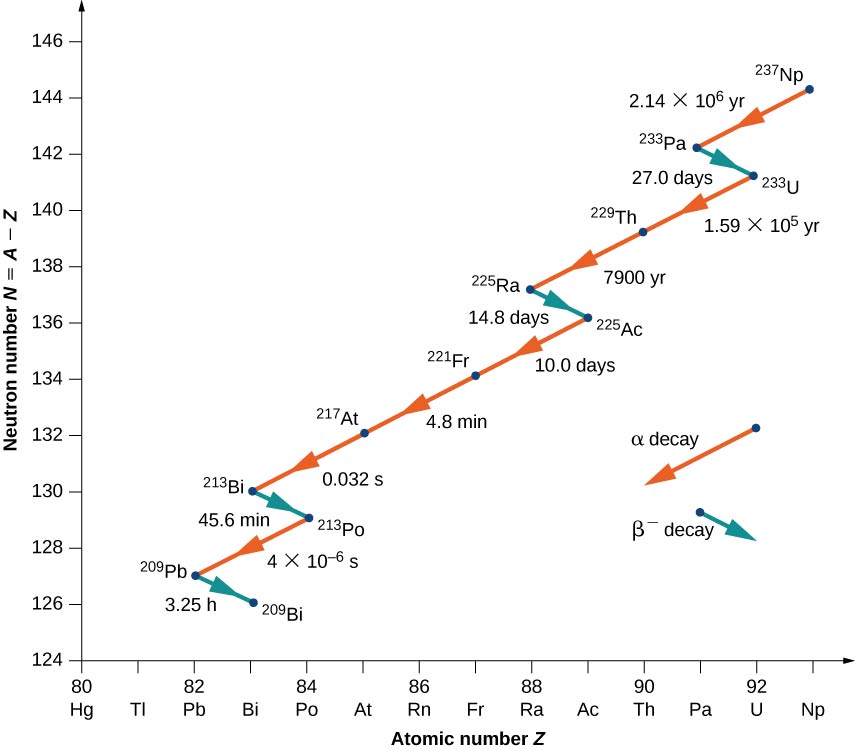 146
237Np
144
2.14 × 10⁶ yr
233Pa
142
27.0 days
233U
140
229Th
1.59 × 10⁵ yr
138
7900 yr
225Ra
136
14.8 days
225Ac
221Fr
10.0 days
134
217At
4.8 min
132
α decay
0.032 s
213Bi
130
45.6 min
213Po
β⁻ decay
128
4 × 10⁻⁶ s
209Pb
126
3.25 h
209Bi
124
Neutron number N = A − Z
80 82 84 86 88 90 92
Hg Tl Pb Bi Po At Rn Fr Ra Ac Th Pa U Np
Atomic number Z